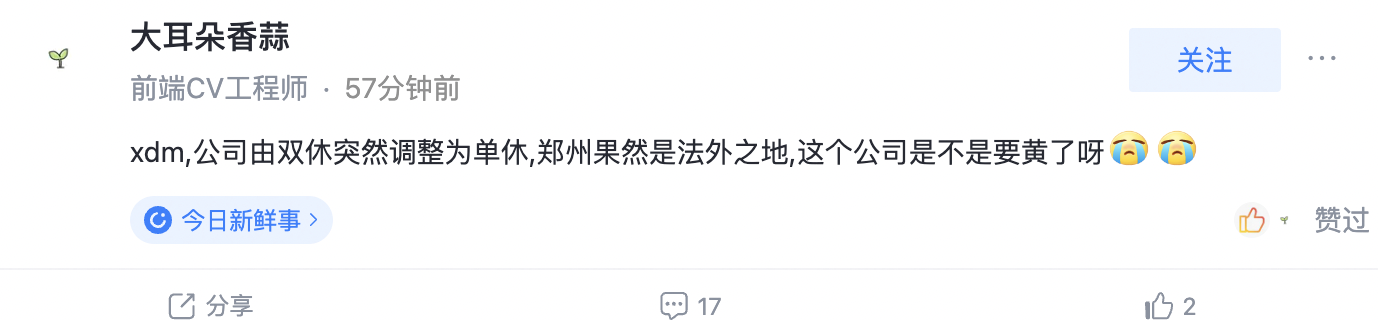 大耳朵香蒜
关注
前端CV工程师 · 57分钟前
xdm,公司由双休突然调整为单休,郑州果然是法外之地,这个公司是不是要黄了呀😭😭
今日新鲜事
赞过
分享
17
2